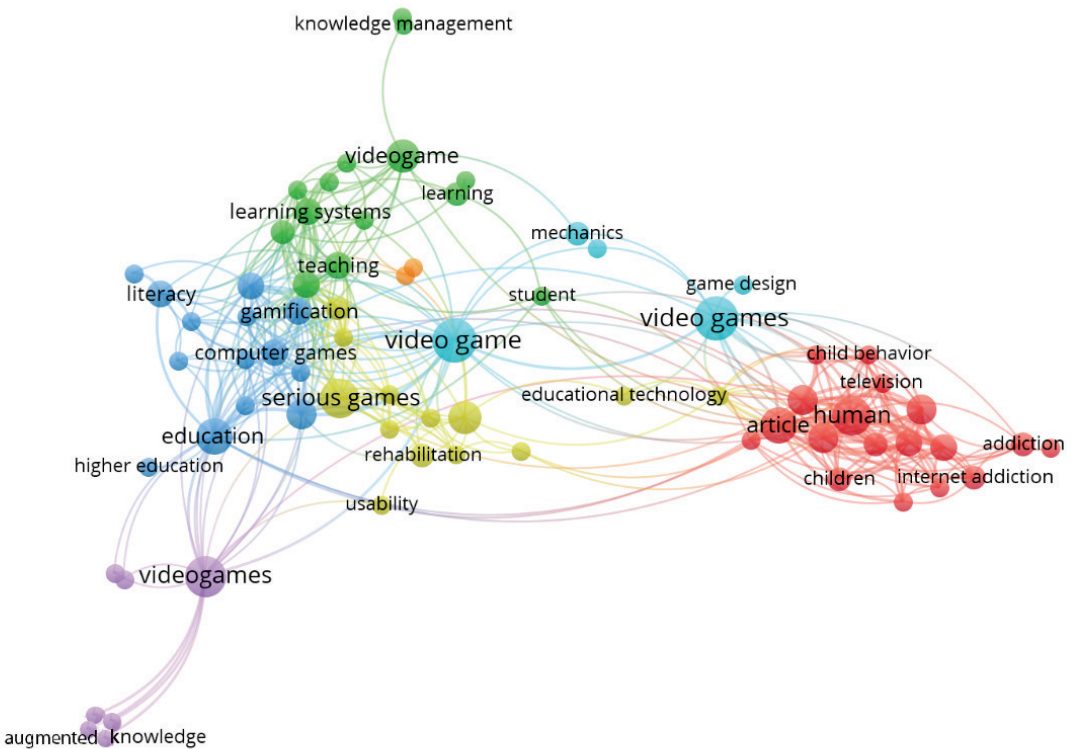 knowledge management
videogame
learning
learning systems
mechanics
teaching
game design
literacy
student
gamification
video games
video game
computer games
child behavior
television
serious games
educational technology
human
article
education
addiction
rehabilitation
higher education
children
internet addiction
usability
videogames
augmented
knowledge